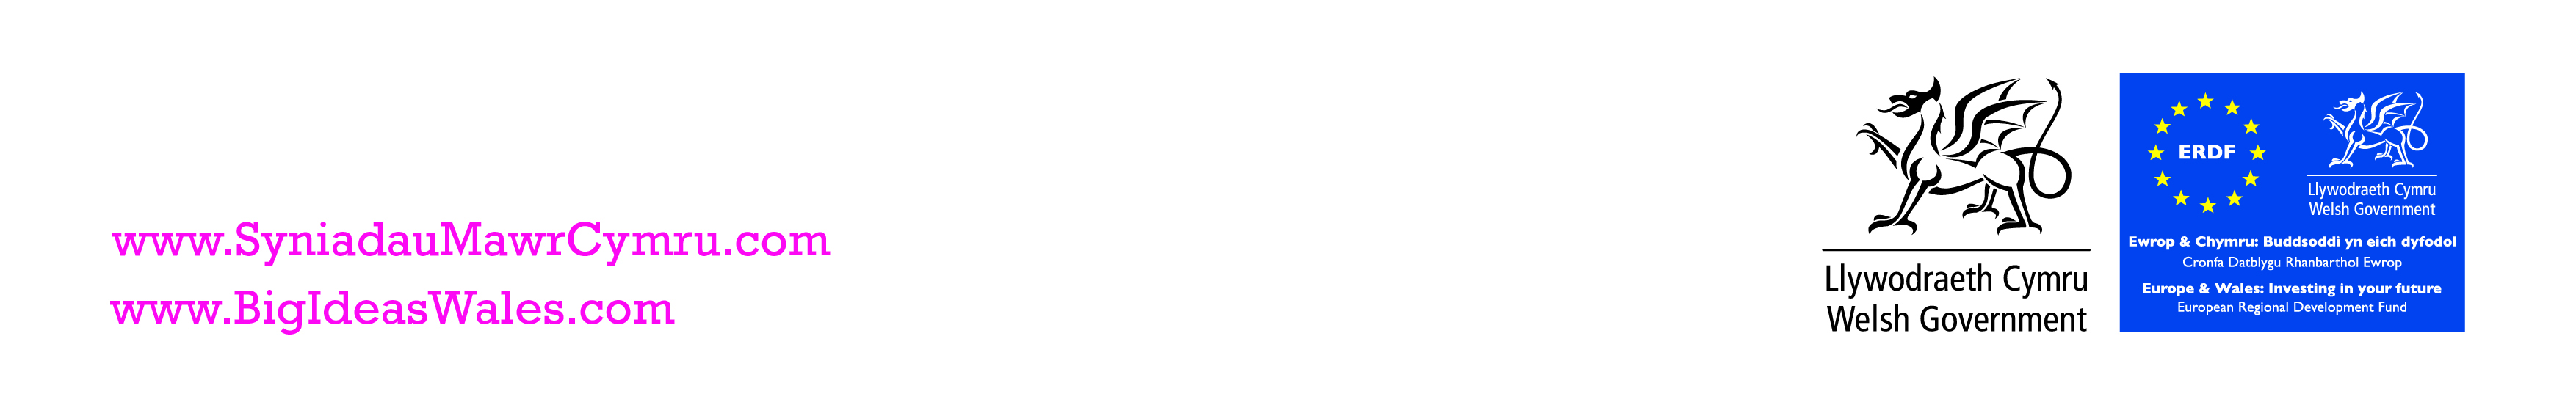 www.SyniadauMawrCymru.com
www.BigIdeasWales.com
Llywodraeth Cymru
Welsh Government
ERDF
Llywodraeth Cymru
Welsh Government
Ewrop & Chymru: Buddsoddi yn eich dyfodol
Cronfa Datblygu Rhanbarthol Ewrop
Europe & Wales: Investing in your future
European Regional Development Fund